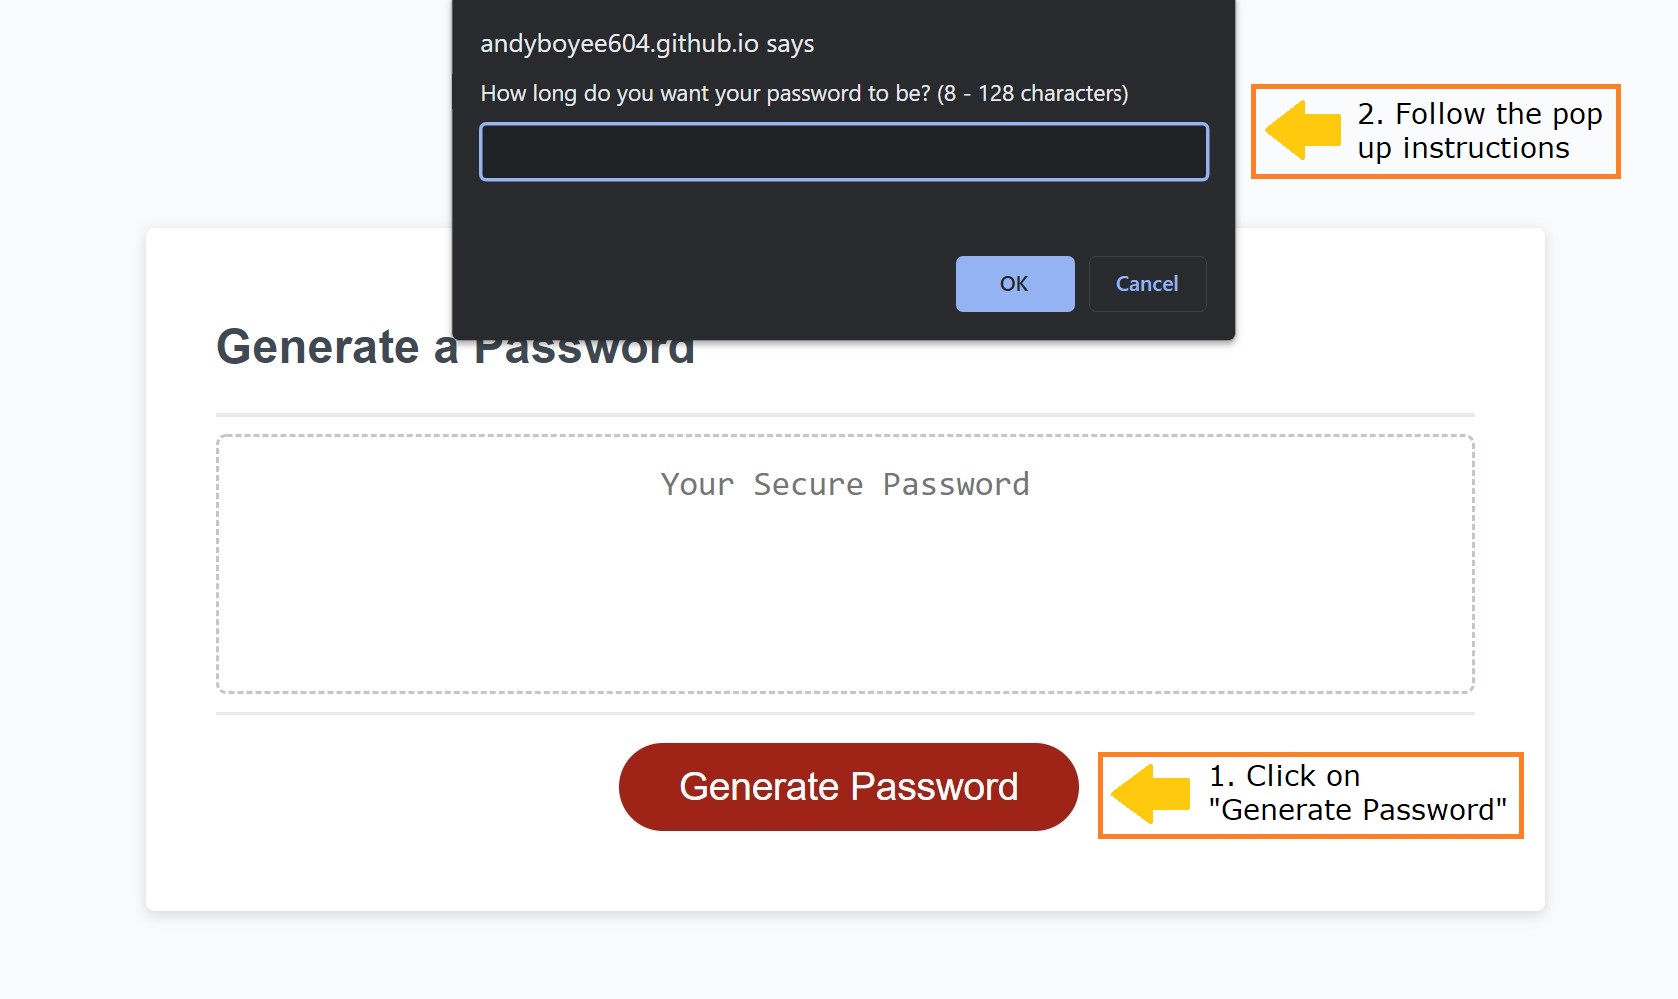 andyboyee604.github.io says
How long do you want your password to be? (8 - 128 characters)
2. Follow the pop
up instructions
OK
Cancel
Generate a Password
Your Secure Password
Generate Password
1. Click on
"Generate Password"